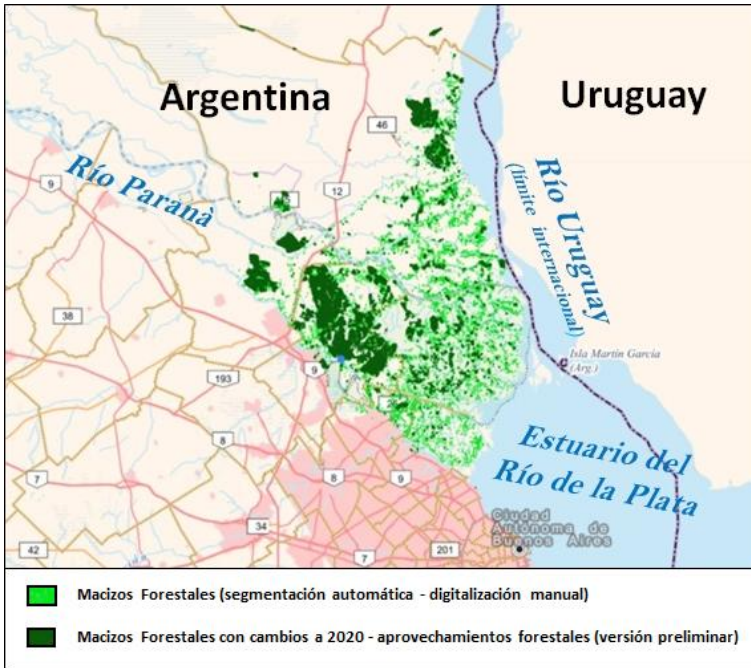 Argentina
Uruguay
46
Río Paranà
9
12
Río Uruguay
(límite internacional)
38
Isla Martín García
(Arg.)
193
9
8
Estuario del
Río de la Plata
7
8
9
Ciudad
Autónoma de
Buenos Aires
34
42
7
201
Macizos Forestales (segmentación automática - digitalización manual)
Macizos Forestales con cambios a 2020 - aprovechamientos forestales (versión preliminar)